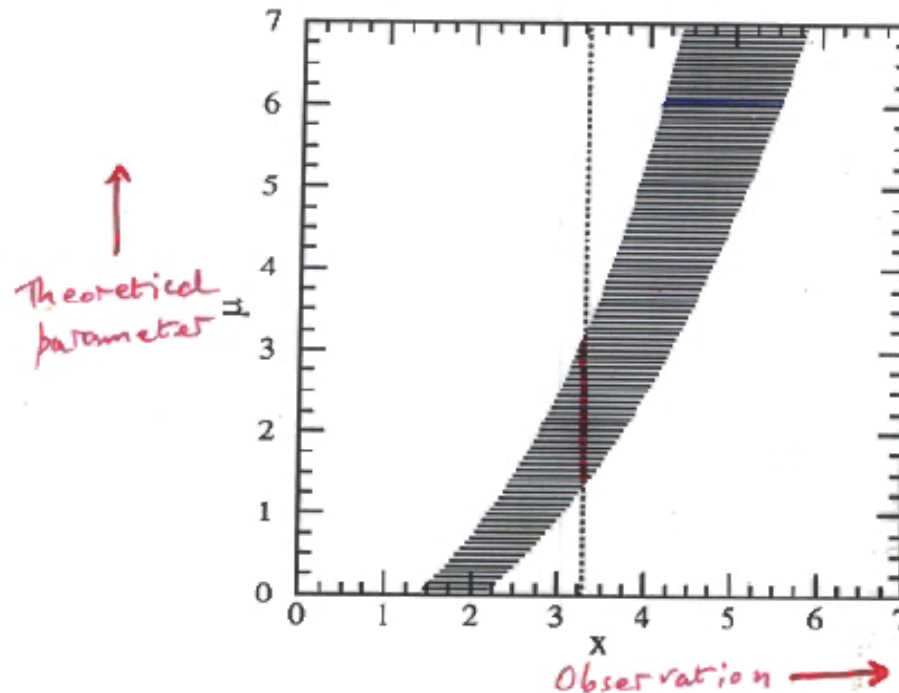 7
6
5
4
3
2
1
0
Theoretical
parameter
μ
0 1 2 3 4 5 6 7
x
Observation